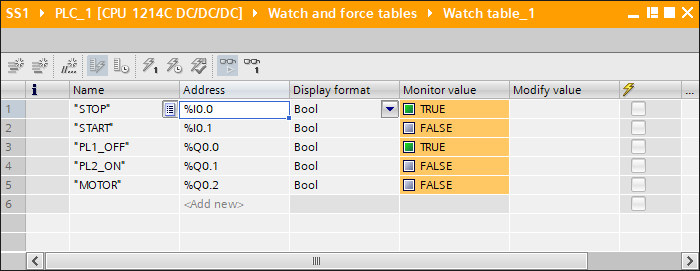 SS1 ▸ PLC_1 [CPU 1214C DC/DC/DC] ▸ Watch and force tables ▸ Watch table_1
i Name Address Display format Monitor value Modify value ...
1 "STOP" %I0.0 Bool TRUE
2 "START" %I0.1 Bool FALSE
3 "PL1_OFF" %Q0.0 Bool TRUE
4 "PL2_ON" %Q0.1 Bool FALSE
5 "MOTOR" %Q0.2 Bool FALSE
6 <Add new>